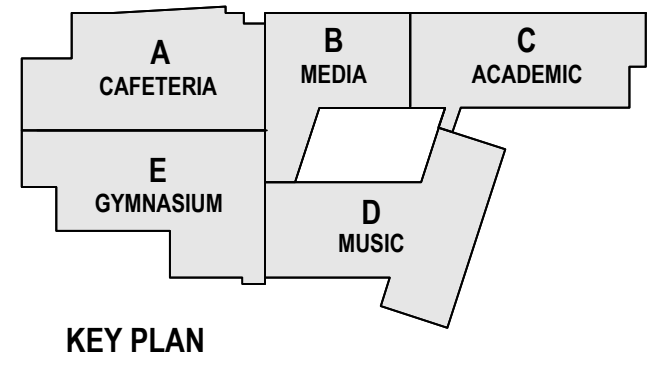 A
CAFETERIA
B
MEDIA
C
ACADEMIC
E
GYMNASIUM
D
MUSIC
KEY PLAN